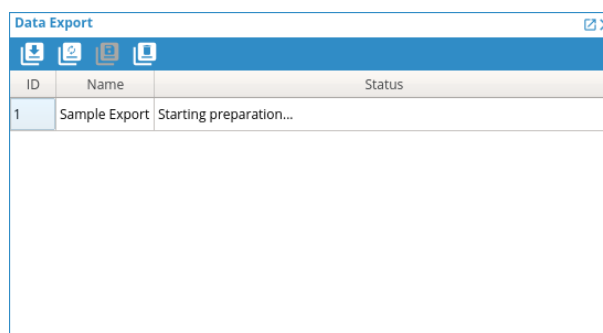 Data Export
ID Name Status
1 Sample Export Starting preparation...